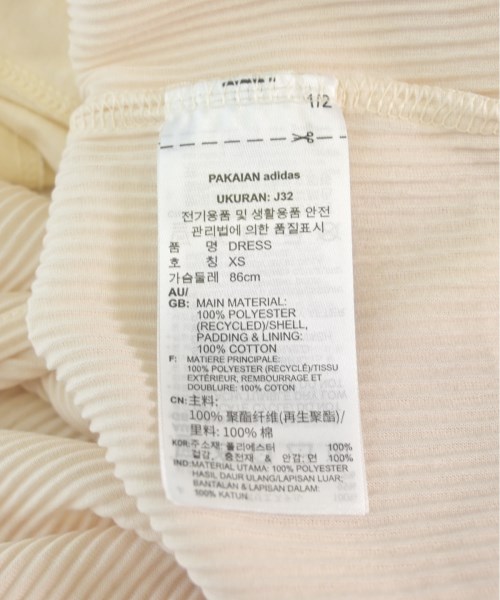 1/2
PAKAIAN adidas
UKURAN: J32
전기용품 및 생활용품 안전
관리법에 의한 품질표시
품 명 DRESS
호 칭 XS
가슴둘레 86cm
AU/
GB: MAIN MATERIAL:
100% POLYESTER
(RECYCLED)/SHELL,
PADDING & LINING:
100% COTTON
F: MATIERE PRINCIPALE:
100% POLYESTER (RECYCLÉ)/TISSU
EXTÉRIEUR, REMBOURRAGE ET
DOUBLURE: 100% COTON
CN: 主料:
100% 聚酯纤维(再生聚酯)/
里料: 100% 棉
KOR: 주소재: 폴리에스터 100%
겉감, 충전재 & 안감: 면 100%
IND: MATERIAL UTAMA: 100% POLYESTER
HASIL DAUR ULANG/LAPISAN LUAR;
BANTALAN & LAPISAN DALAM:
100% KATUN.